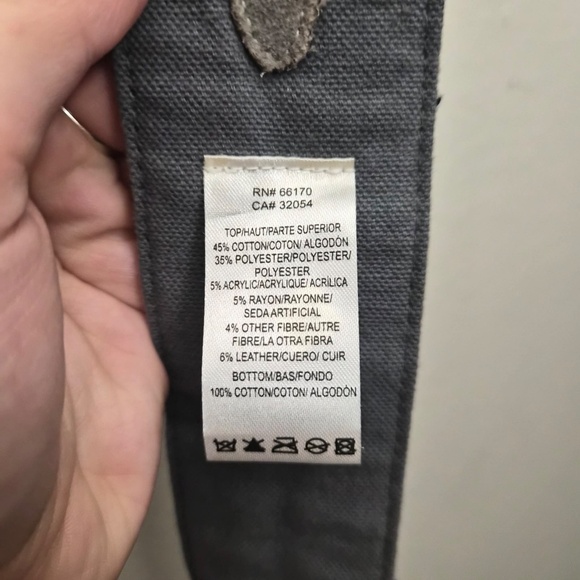 RN# 66170
CA# 32054
TOP/HAUT/PARTE SUPERIOR
45% COTTON/COTON/ ALGODÓN
35% POLYESTER/POLYESTER/
POLYESTER
5% ACRYLIC/ACRYLIQUE/ ACRÍLICA
5% RAYON/RAYONNE/
SEDA ARTIFICIAL
4% OTHER FIBRE/AUTRE
FIBRE/LA OTRA FIBRA
6% LEATHER/CUERO/ CUIR
BOTTOM/BAS/FONDO
100% COTTON/COTON/ ALGODÓN